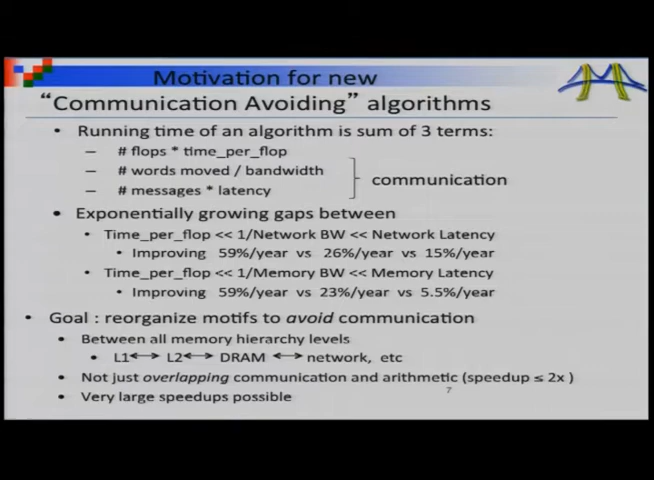 Motivation for new
“Communication Avoiding” algorithms
• Running time of an algorithm is sum of 3 terms:
– # flops * time_per_flop
– # words moved / bandwidth
– # messages * latency
communication
• Exponentially growing gaps between
• Time_per_flop << 1/Network BW << Network Latency
• Improving 59%/year vs 26%/year vs 15%/year
• Time_per_flop << 1/Memory BW << Memory Latency
• Improving 59%/year vs 23%/year vs 5.5%/year
• Goal : reorganize motifs to avoid communication
• Between all memory hierarchy levels
• L1 ↔ L2 ↔ DRAM ↔ network, etc
• Not just overlapping communication and arithmetic (speedup ≤ 2x )
• Very large speedups possible
7